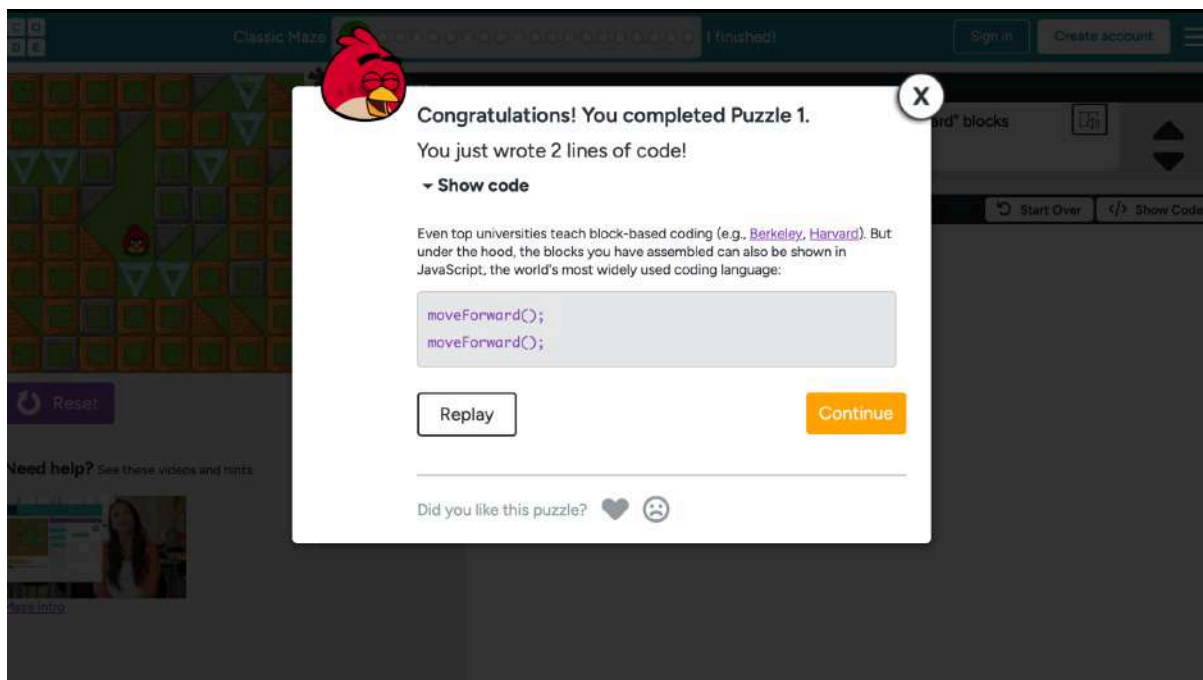 C O
D E
Classic Maze
I finished!
Sign in
Create account
Congratulations! You completed Puzzle 1.
X
You just wrote 2 lines of code!
Show code
Even top universities teach block-based coding (e.g., Berkeley, Harvard). But
under the hood, the blocks you have assembled can also be shown in
JavaScript, the world's most widely used coding language:
moveForward();
moveForward();
Replay
Continue
Did you like this puzzle?
blocks
Start Over
</> Show Code
Reset
Need help? See these videos and hints
Maze Intro